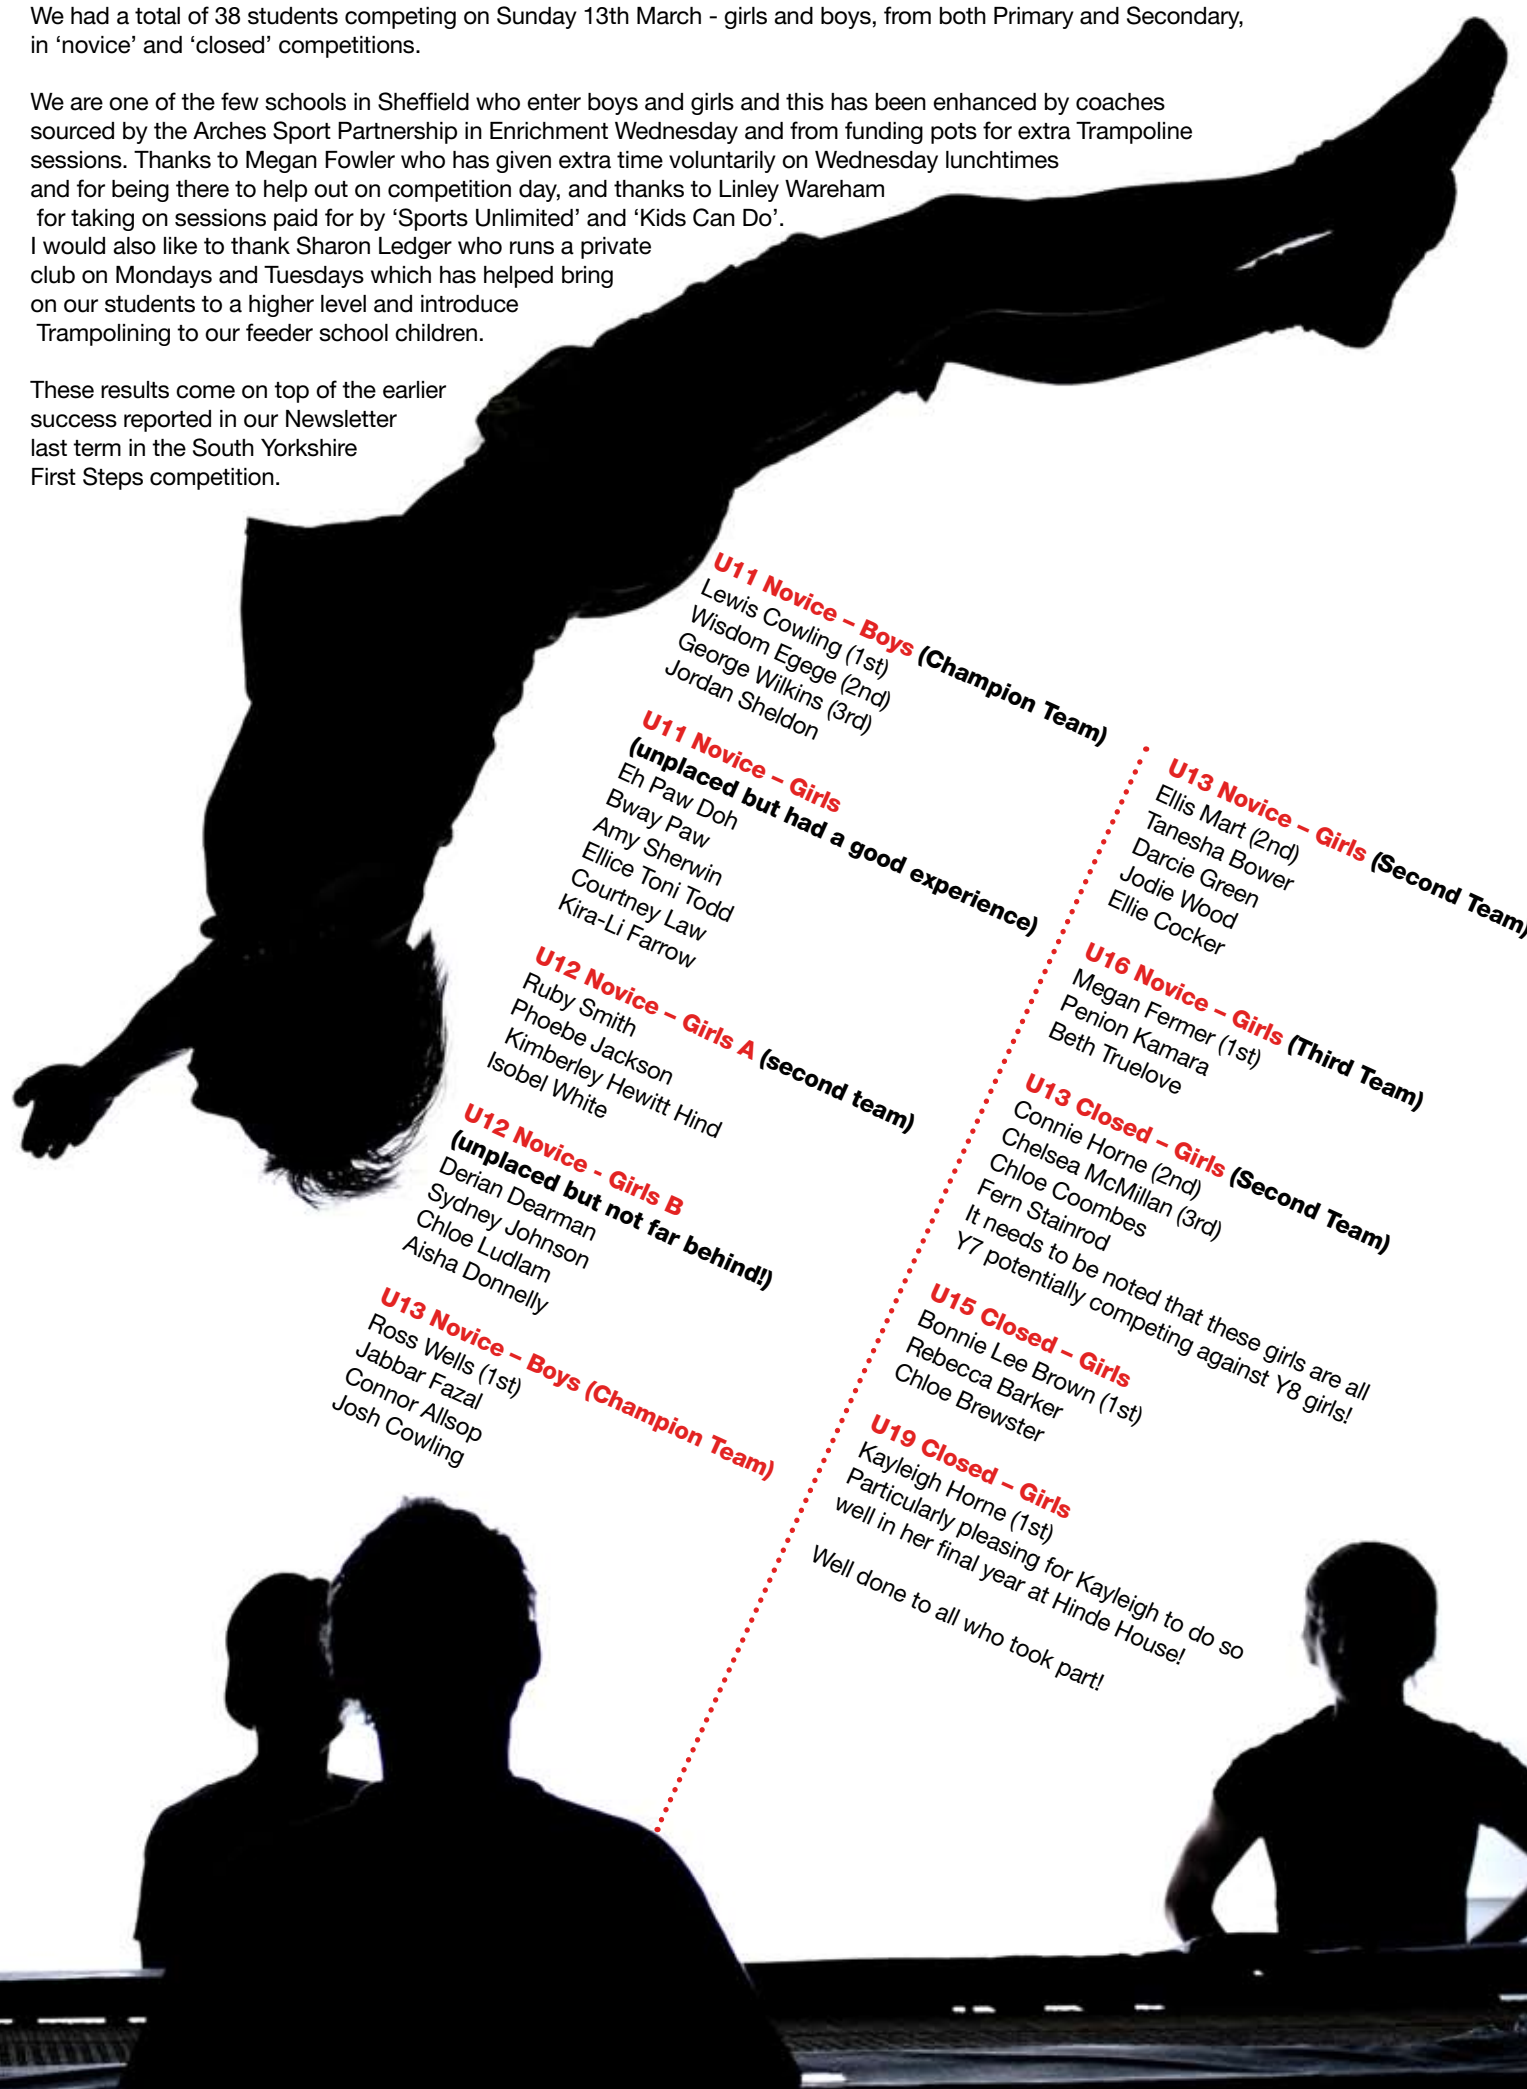 We had a total of 38 students competing on Sunday 13th March - girls and boys, from both Primary and Secondary,
in ‘novice’ and ‘closed’ competitions.
We are one of the few schools in Sheffield who enter boys and girls and this has been enhanced by coaches
sourced by the Arches Sport Partnership in Enrichment Wednesday and from funding pots for extra Trampoline
sessions. Thanks to Megan Fowler who has given extra time voluntarily on Wednesday lunchtimes
and for being there to help out on competition day, and thanks to Linley Wareham
for taking on sessions paid for by ‘Sports Unlimited’ and ‘Kids Can Do’.
I would also like to thank Sharon Ledger who runs a private
club on Mondays and Tuesdays which has helped bring
on our students to a higher level and introduce
Trampolining to our feeder school children.
These results come on top of the earlier
success reported in our Newsletter
last term in the South Yorkshire
First Steps competition.
U11 Novice – Boys (Champion Team)
Lewis Cowling (1st)
Wisdom Egege (2nd)
George Wilkins (3rd)
Jordan Sheldon
U11 Novice – Girls
(unplaced but had a good experience)
Eh Paw Doh
Bway Paw
Amy Sherwin
Ellice Toni Todd
Courtney Law
Kira-Li Farrow
U12 Novice – Girls A (second team)
Ruby Smith
Phoebe Jackson
Kimberley Hewitt Hind
Isobel White
U12 Novice - Girls B
(unplaced but not far behind!)
Derian Dearman
Sydney Johnson
Chloe Ludlam
Aisha Donnelly
U13 Novice – Boys (Champion Team)
Ross Wells (1st)
Jabbar Fazal
Connor Allsop
Josh Cowling
U13 Novice – Girls (Second Team)
Ellis Mart (2nd)
Tanesha Bower
Darcie Green
Jodie Wood
Ellie Cocker
U16 Novice – Girls (Third Team)
Megan Fermer (1st)
Penion Kamara
Beth Truelove
U13 Closed – Girls (Second Team)
Connie Horne (2nd)
Chelsea McMillan (3rd)
Chloe Coombes
Fern Stainrod
It needs to be noted that these girls are all
Y7 potentially competing against Y8 girls!
U15 Closed – Girls
Bonnie Lee Brown (1st)
Rebecca Barker
Chloe Brewster
U19 Closed – Girls
Kayleigh Horne (1st)
Particularly pleasing for Kayleigh to do so
well in her final year at Hinde House!
Well done to all who took part!